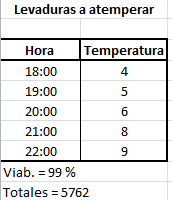 Levaduras a atemperar
Hora Temperatura
18:00 4
19:00 5
20:00 6
21:00 8
22:00 9
Viab. = 99 %
Totales = 5762